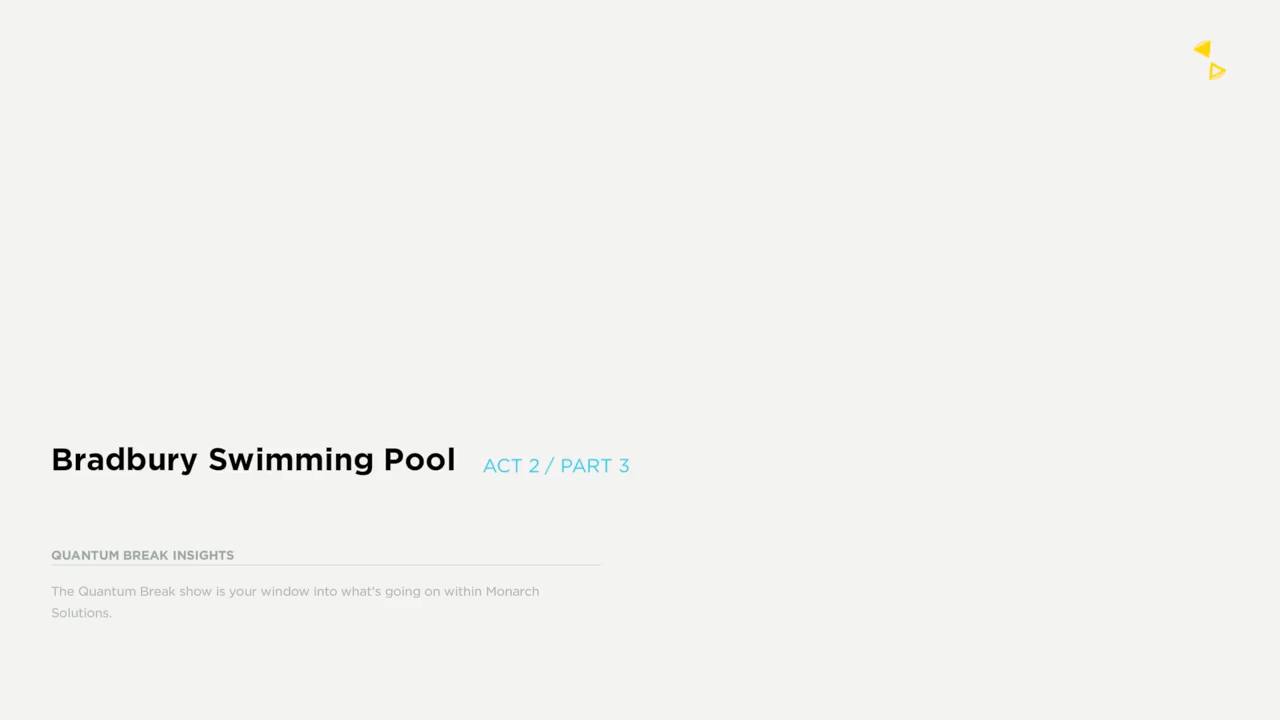 Bradbury Swimming Pool ACT 2 / PART 3
QUANTUM BREAK INSIGHTS
The Quantum Break show is your window into what's going on within Monarch
Solutions.